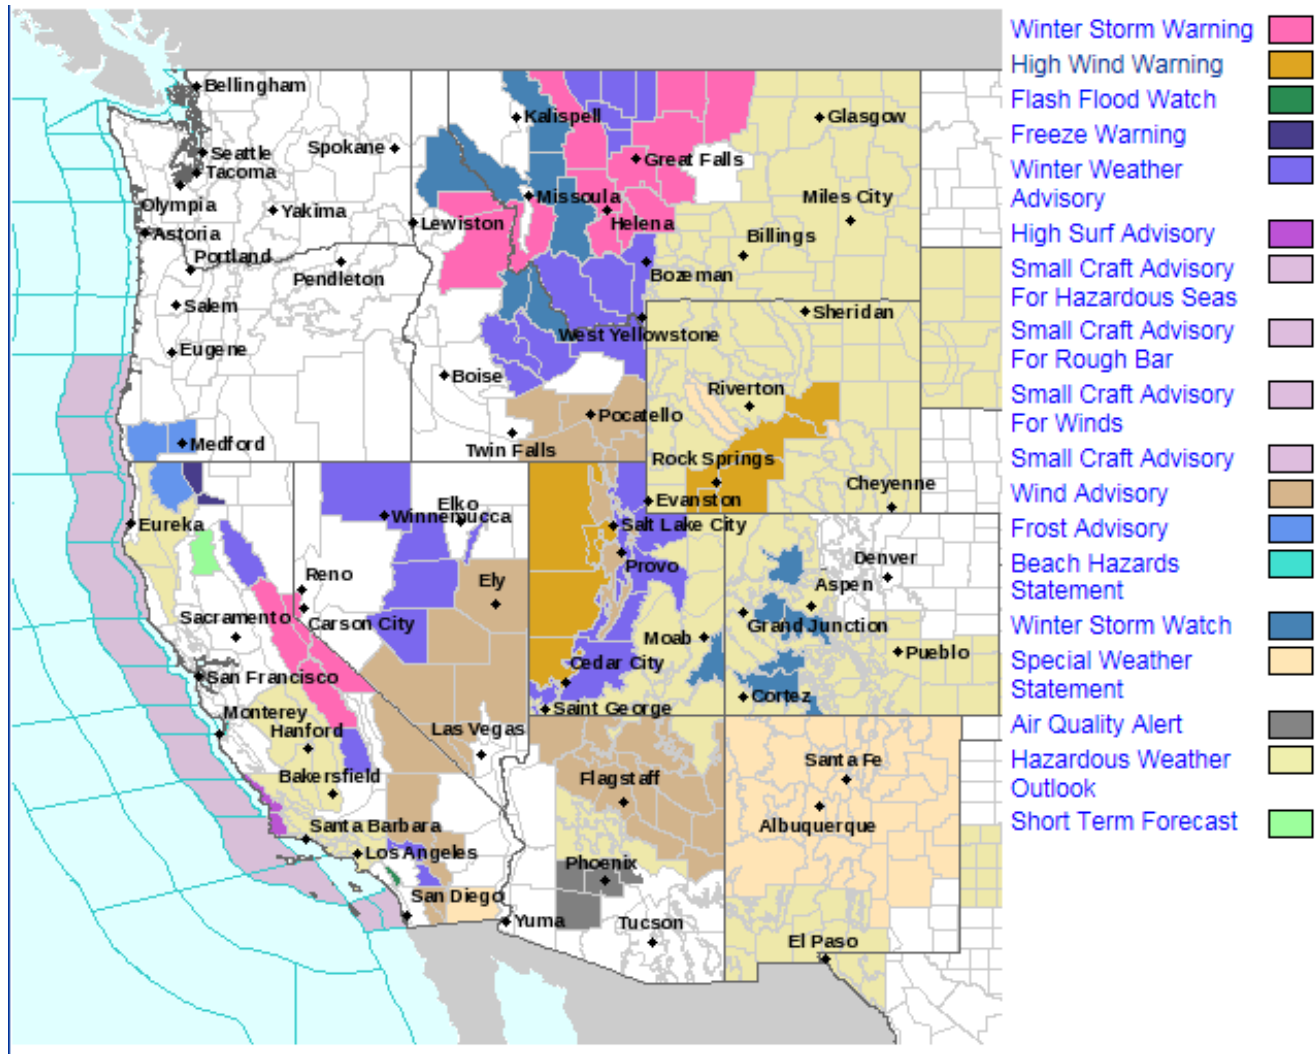 Bellingham
Kalispell
Glasgow
Spokane
Seattle
Great Falls
Tacoma
Missoula
Miles City
Olympia
Yakima
Lewiston
Helena
Astoria
Billings
Portland
Bozeman
Pendleton
Salem
Sheridan
West Yellowstone
Eugene
Boise
Riverton
Pocatello
Medford
Twin Falls
Rock Springs
Cheyenne
Elko
Evanston
Winnemucca
Eureka
Salt Lake City
Denver
Provo
Reno
Ely
Aspen
Sacramento
Carson City
Grand Junction
Moab
Pueblo
Cedar City
San Francisco
Cortez
Saint George
Monterey
Hanford
Las Vegas
Santa Fe
Bakersfield
Flagstaff
Albuquerque
Santa Barbara
Los Angeles
Phoenix
San Diego
Yuma
Tucson
El Paso
Winter Storm Warning
High Wind Warning
Flash Flood Watch
Freeze Warning
Winter Weather
Advisory
High Surf Advisory
Small Craft Advisory
For Hazardous Seas
Small Craft Advisory
For Rough Bar
Small Craft Advisory
For Winds
Small Craft Advisory
Wind Advisory
Frost Advisory
Beach Hazards
Statement
Winter Storm Watch
Special Weather
Statement
Air Quality Alert
Hazardous Weather
Outlook
Short Term Forecast